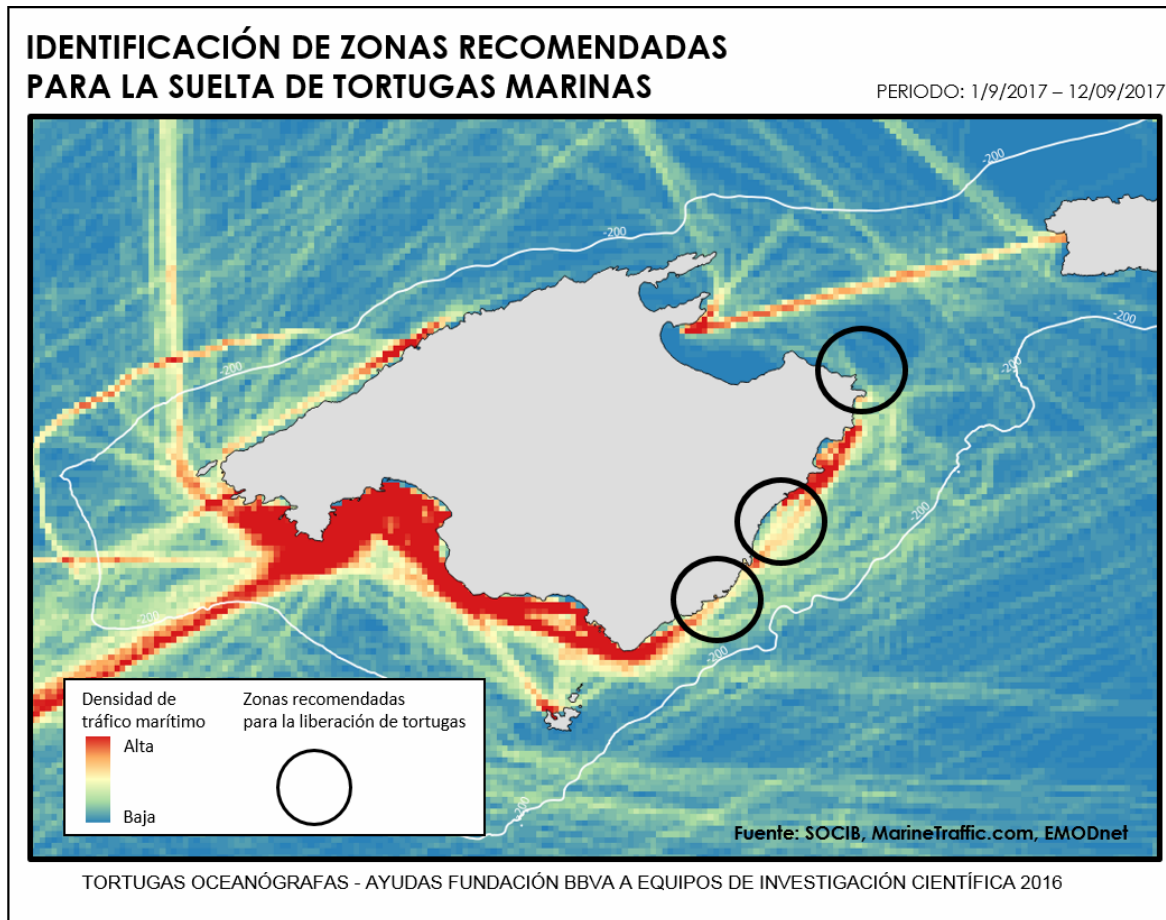 IDENTIFICACIÓN DE ZONAS RECOMENDADAS
PARA LA SUELTA DE TORTUGAS MARINAS
PERIODO: 1/9/2017 – 12/09/2017
-200
-200
-200
-200
-200
-200
-200
-200
-200
Densidad de
tráfico marítimo
Alta
Baja
Zonas recomendadas
para la liberación de tortugas
Fuente: SOCIB, MarineTraffic.com, EMODnet
TORTUGAS OCEANÓGRAFAS - AYUDAS FUNDACIÓN BBVA A EQUIPOS DE INVESTIGACIÓN CIENTÍFICA 2016